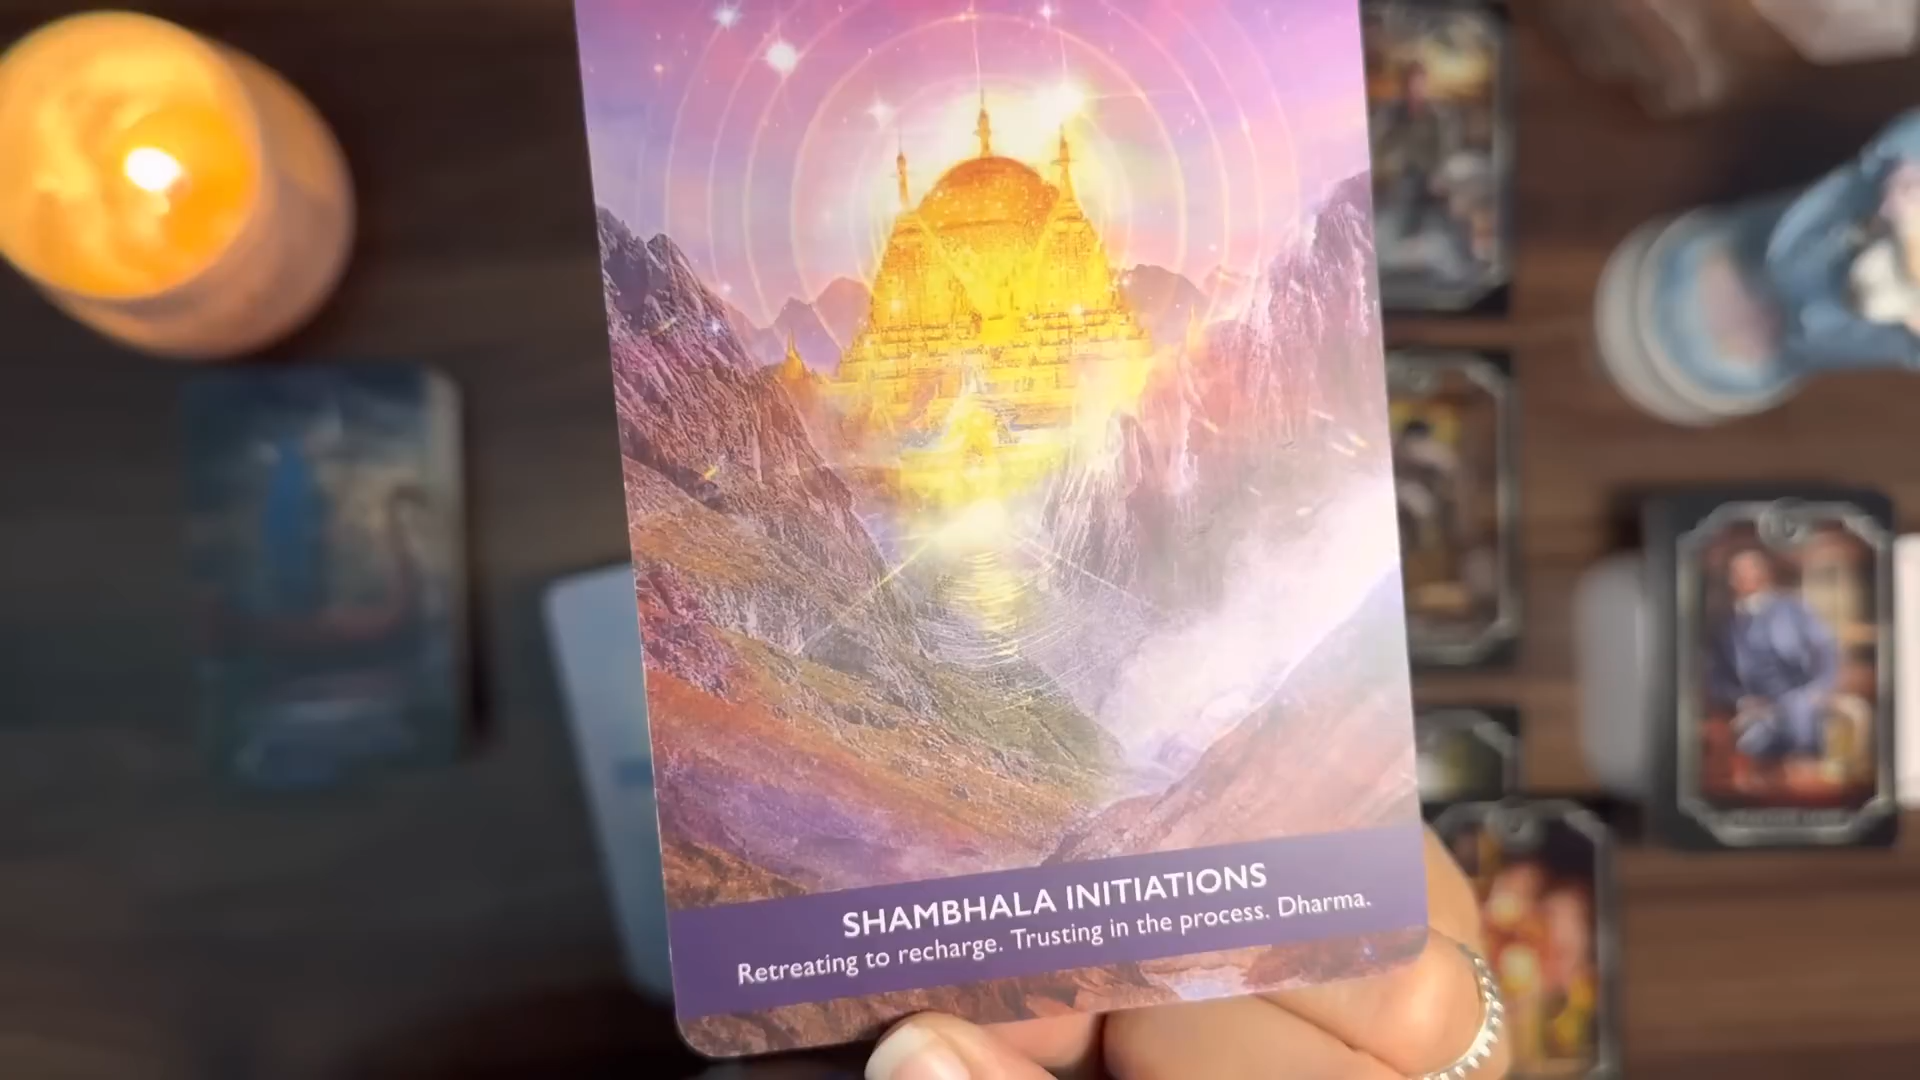 SHAMBHALA INITIATIONS
Retreating to recharge. Trusting in the process. Dharma.